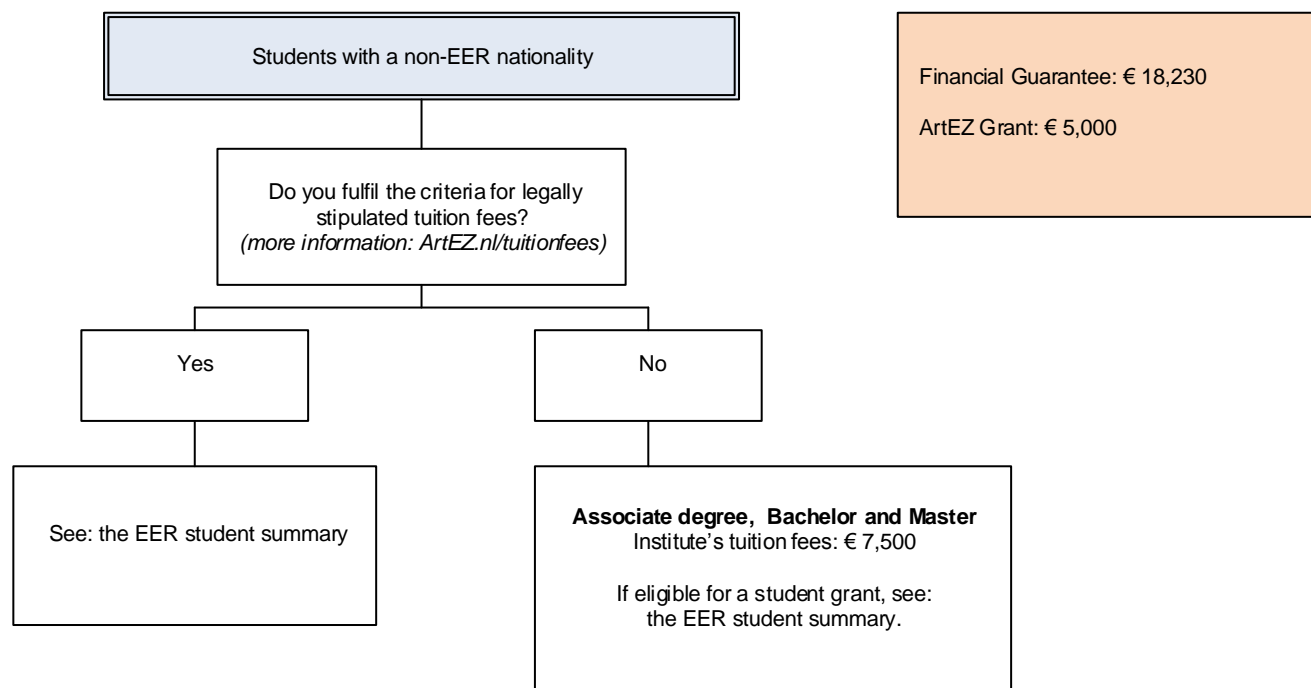 Students with a non-EER nationality
Financial Guarantee: € 18,230
ArtEZ Grant: € 5,000
Do you fulfil the criteria for legally
stipulated tuition fees?
(more information: ArtEZ.nl/tuitionfees)
Yes
No
See: the EER student summary
Associate degree, Bachelor and Master
Institute's tuition fees: € 7,500
If eligible for a student grant, see:
the EER student summary.